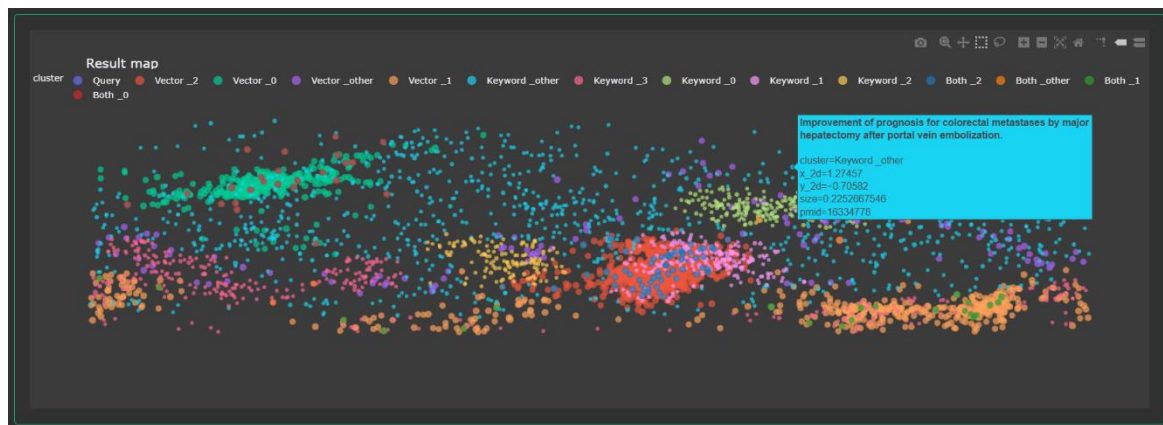 Result map
cluster Query Vector _2 Vector _0 Vector _other Vector _1 Keyword _other Keyword _3 Keyword _0 Keyword _1 Keyword _2 Both _2 Both _other Both _1
Both _0
Improvement of prognosis for colorectal metastases by major
hepatectomy after portal vein embolization.
cluster=Keyword _other
x_2d=1.27457
y_2d=−0.70582
size=0.2252667546
pmid=16334778